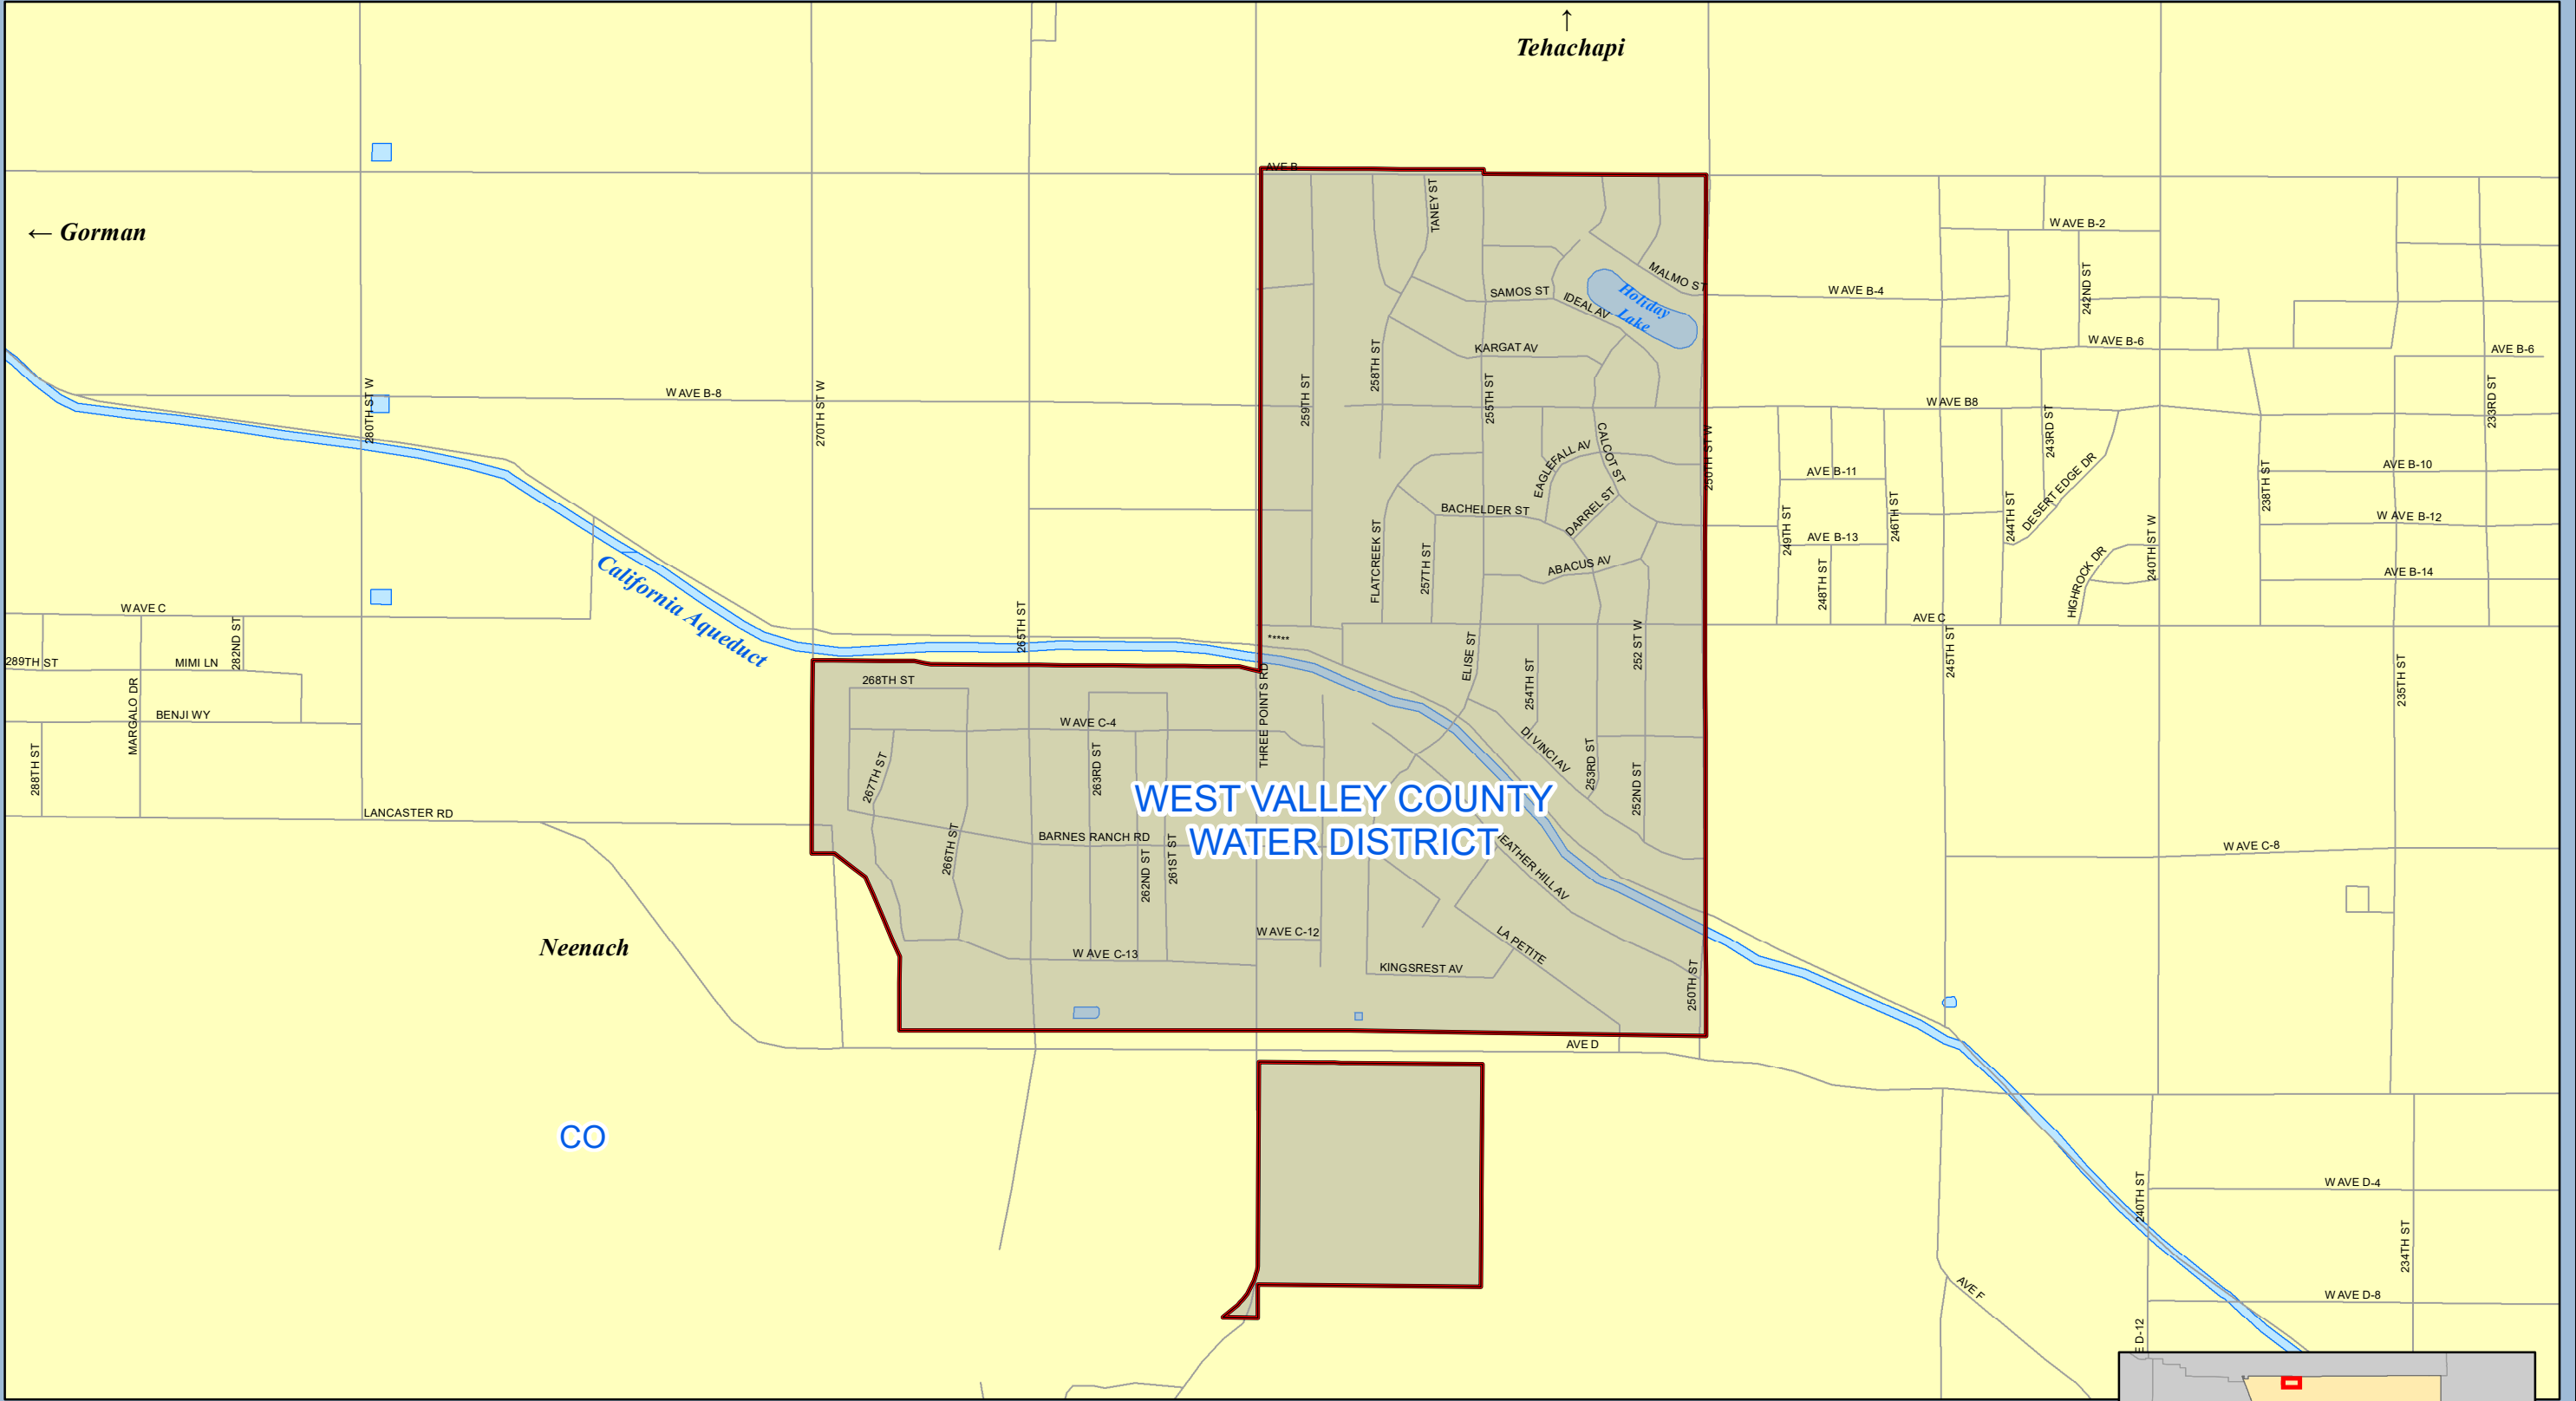 ↑
Tehachapi
AVE B
← Gorman
TANEY ST
W AVE B-2
MALMO ST
242ND ST
SAMOS ST
IDEAL AV
Holiday
Lake
W AVE B-4
KARGAT AV
W AVE B-6
AVE B-6
258TH ST
259TH ST
255TH ST
280TH ST W
W AVE B-8
270TH ST W
W AVE B8
233RD ST
243RD ST
CALCOT ST
EAGLEFALL AV
250TH ST W
AVE B-11
AVE B-10
238TH ST
DESERT EDGE DR
DARREL ST
BACHELDER ST
249TH ST
246TH ST
244TH ST
W AVE B-12
AVE B-13
240TH ST W
FLATCREEK ST
257TH ST
ABACUS AV
248TH ST
HIGHROCK DR
AVE B-14
California Aqueduct
W AVE C
265TH ST
AVE C
282ND ST
*****
289TH ST
MIMI LN
ELISE ST
254TH ST
252 ST W
245TH ST
235TH ST
268TH ST
THREE POINTS RD
MARGALO DR
BENJI WY
W AVE C-4
288TH ST
267TH ST
263RD ST
DI VINCI AV
253RD ST
252ND ST
WEST VALLEY COUNTY
WATER DISTRICT
LANCASTER RD
BARNES RANCH RD
266TH ST
262ND ST
261ST ST
EATHER HILL AV
W AVE C-8
Neenach
W AVE C-12
W AVE C-13
KINGSREST AV
LA PETITE
250TH ST
AVE D
CO
240TH ST
W AVE D-4
234TH ST
AVE F
W AVE D-8
E D-12